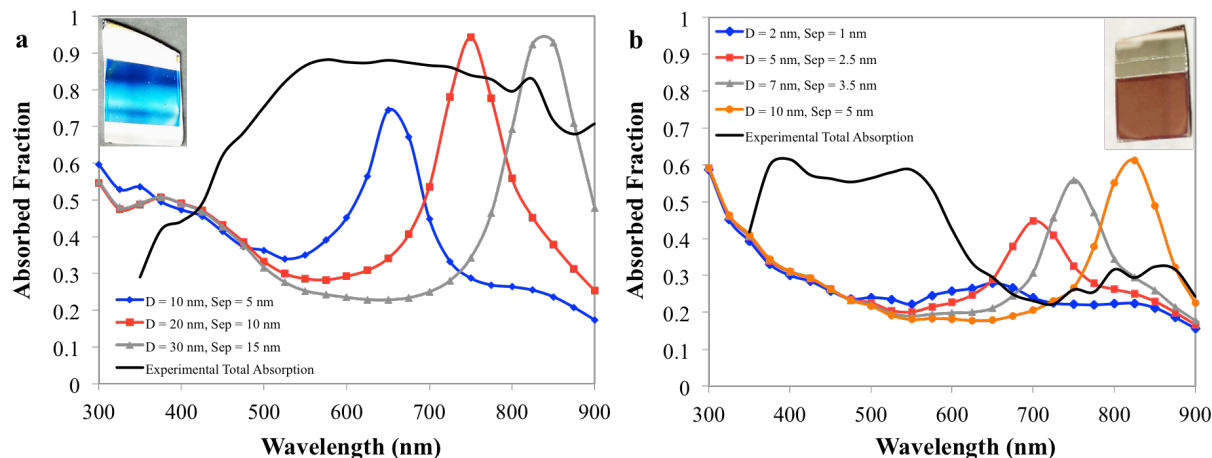 a
1
0.9
0.8
0.7
0.6
0.5
0.4
0.3
0.2
0.1
0
Absorbed Fraction
D = 10 nm, Sep = 5 nm
D = 20 nm, Sep = 10 nm
D = 30 nm, Sep = 15 nm
Experimental Total Absorption
300 400 500 600 700 800 900
Wavelength (nm)
b
1
0.9
0.8
0.7
0.6
0.5
0.4
0.3
0.2
0.1
0
Absorbed Fraction
D = 2 nm, Sep = 1 nm
D = 5 nm, Sep = 2.5 nm
D = 7 nm, Sep = 3.5 nm
D = 10 nm, Sep = 5 nm
Experimental Total Absorption
300 400 500 600 700 800 900
Wavelength (nm)